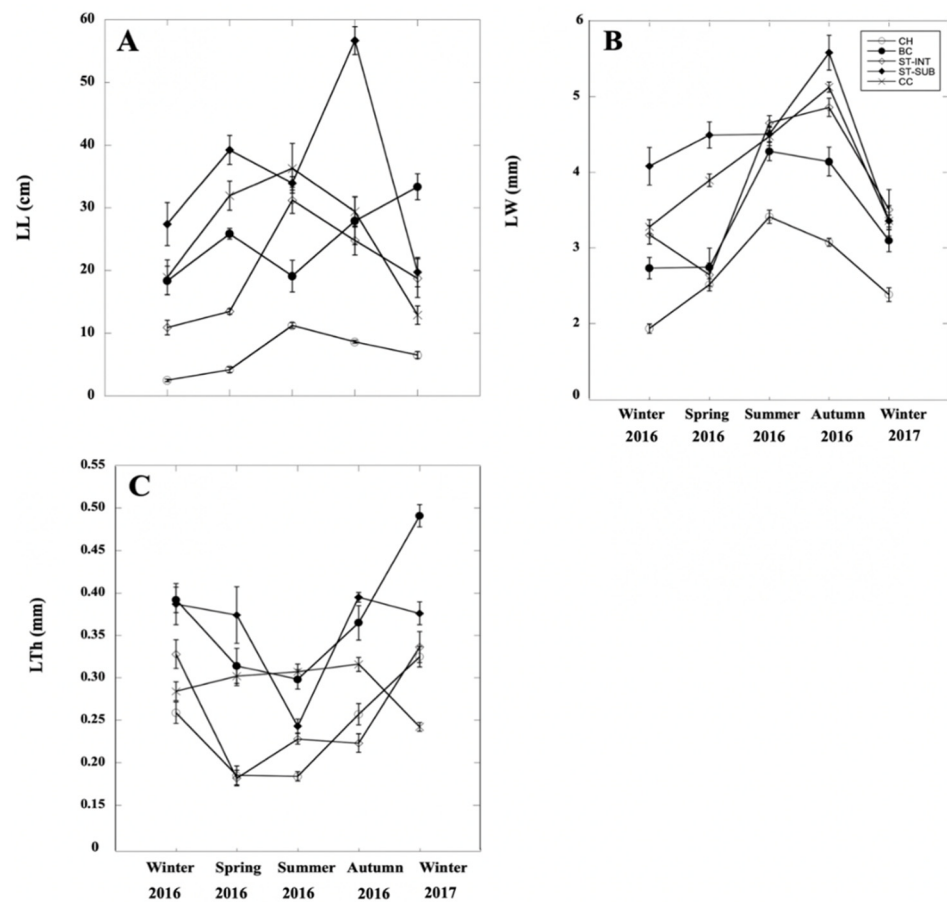 A
60
50
40
30
20
10
0
LL (cm)
B
6
5
4
3
2
0
LW (mm)
CH
BC
ST-INT
ST-SUB
CC
Winter Spring Summer Autumn Winter
2016 2016 2016 2016 2017
C
0.55
0.50
0.45
0.40
0.35
0.30
0.25
0.20
0.15
0
LTh (mm)
Winter Spring Summer Autumn Winter
2016 2016 2016 2016 2017